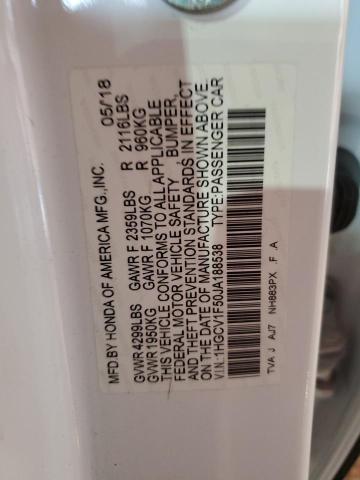 MFD.BY HONDA OF AMERICA MFG.,INC. 05/18
GVWR 4299LBS GAWR F 2359LBS R 2116LBS
GVWR 1950KG GAWR F 1070KG R 960KG
THIS VEHICLE CONFORMS TO ALL APPLICABLE
FEDERAL MOTOR VEHICLE SAFETY, BUMPER,
AND THEFT PREVENTION STANDARDS IN EFFECT
ON THE DATE OF MANUFACTURE SHOWN ABOVE.
VIN:1HGCV1F50JA188538 TYPE:PASSENGER CAR
TVA J AJ7 NH883PX .F .A